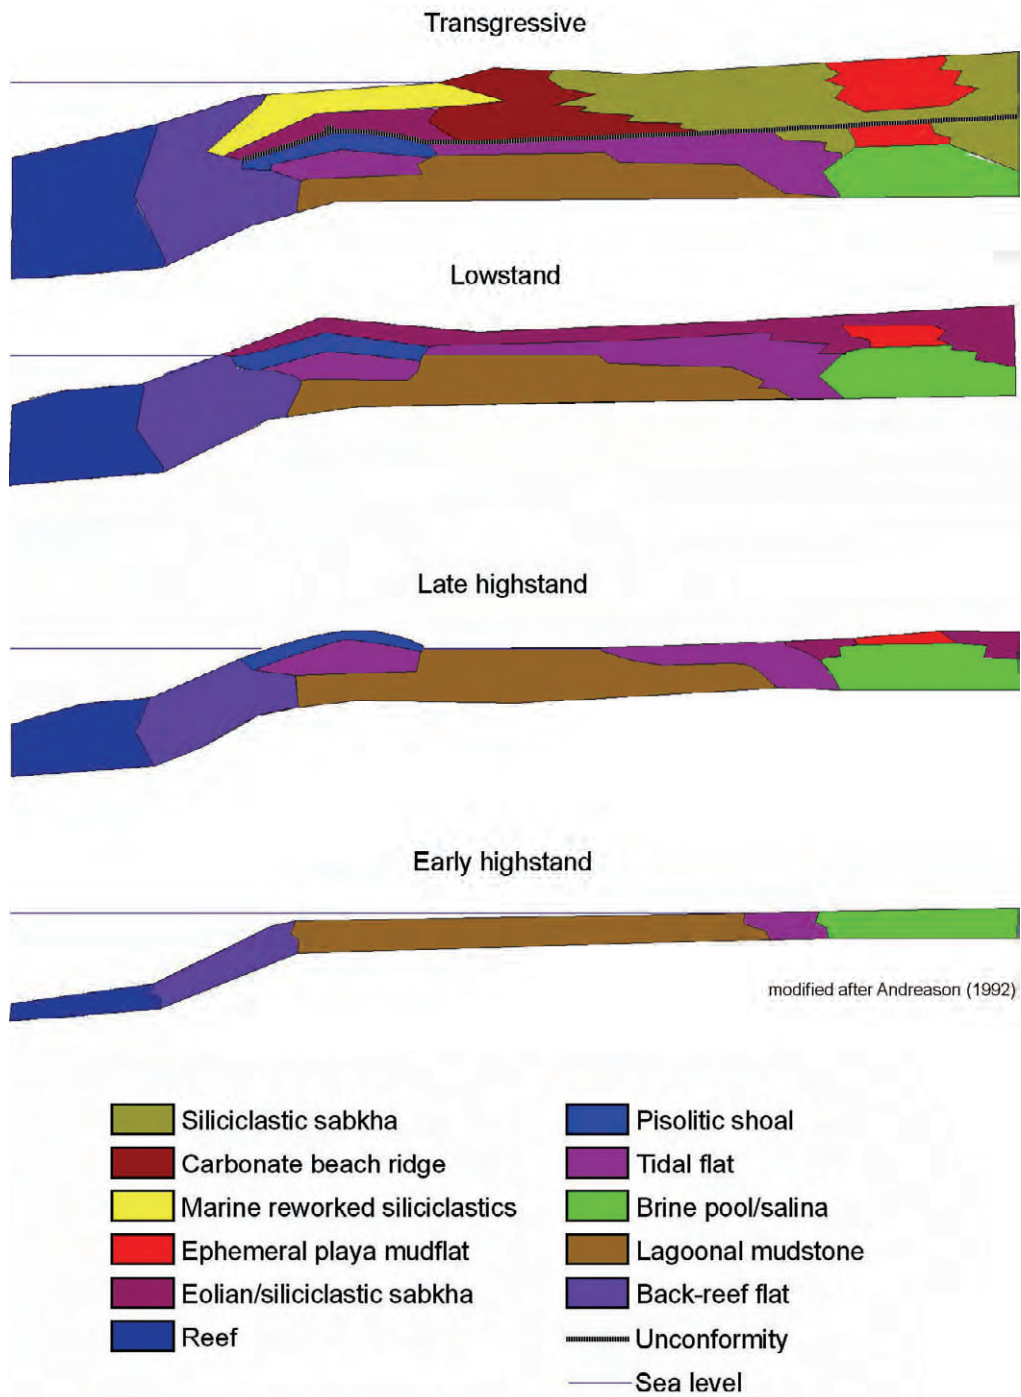 Transgressive
Lowstand
Late highstand
Early highstand
modified after Andreason (1992)
Siliciclastic sabkha
Carbonate beach ridge
Marine reworked siliciclastics
Ephemeral playa mudflat
Eolian/siliciclastic sabkha
Reef
Pisolitic shoal
Tidal flat
Brine pool/salina
Lagoonal mudstone
Back-reef flat
Unconformity
Sea level